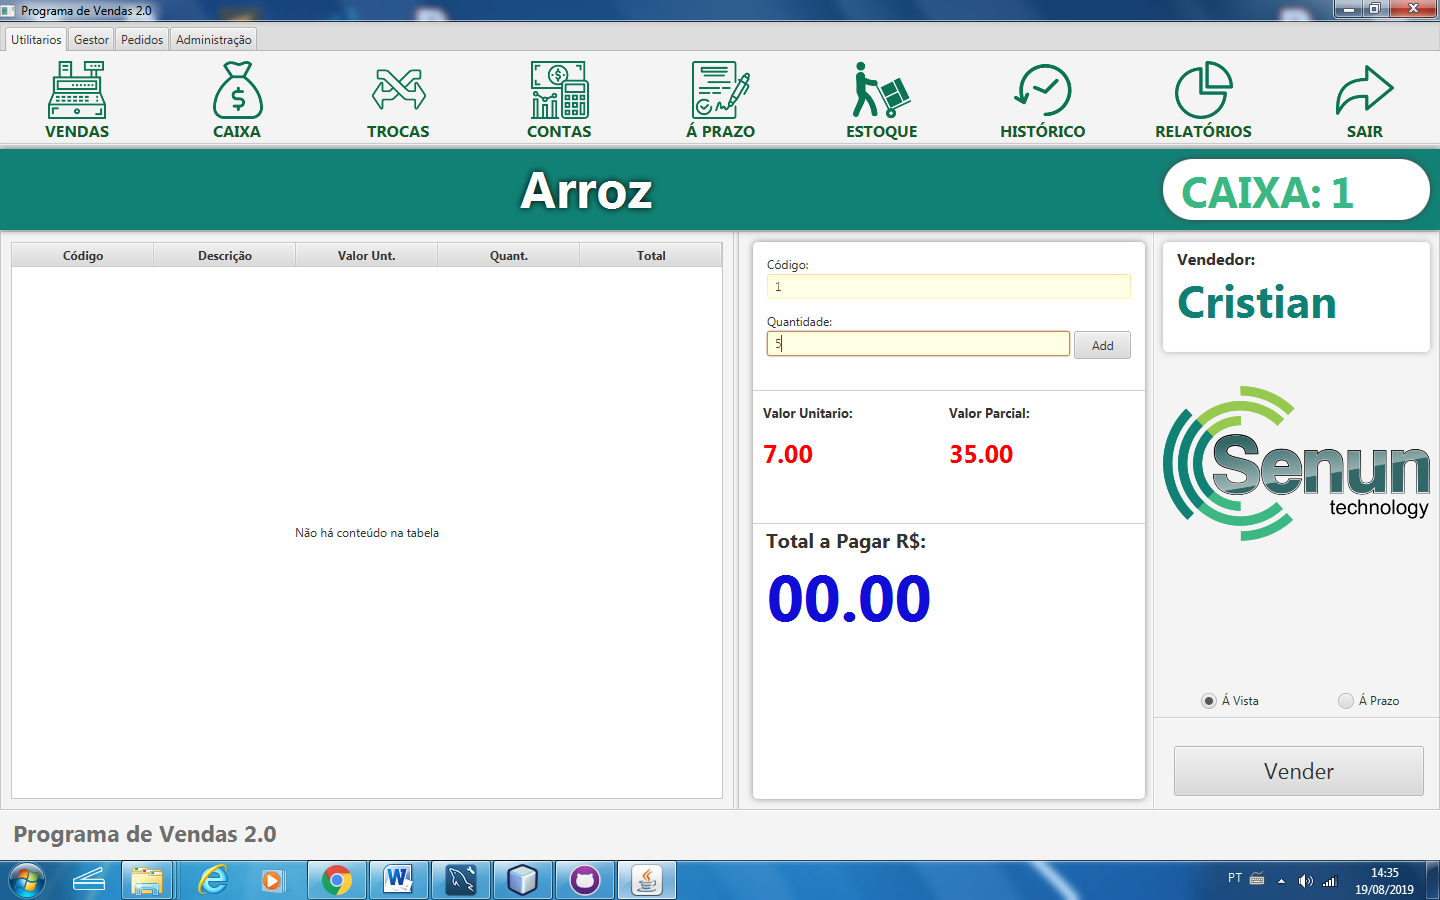 Programa de Vendas 2.0
Utilitarios Gestor Pedidos Administração
VENDAS CAIXA TROCAS CONTAS Á PRAZO ESTOQUE HISTÓRICO RELATÓRIOS SAIR
Arroz
CAIXA: 1
Código Descrição Valor Unt. Quant. Total
Não há conteúdo na tabela
Código:
1
Quantidade:
5
Add
Valor Unitario: Valor Parcial:
7.00 35.00
Total a Pagar R$:
00.00
Vendedor:
Cristian
Senun
technology
Á Vista Á Prazo
Vender
Programa de Vendas 2.0
PT
14:35
19/08/2019